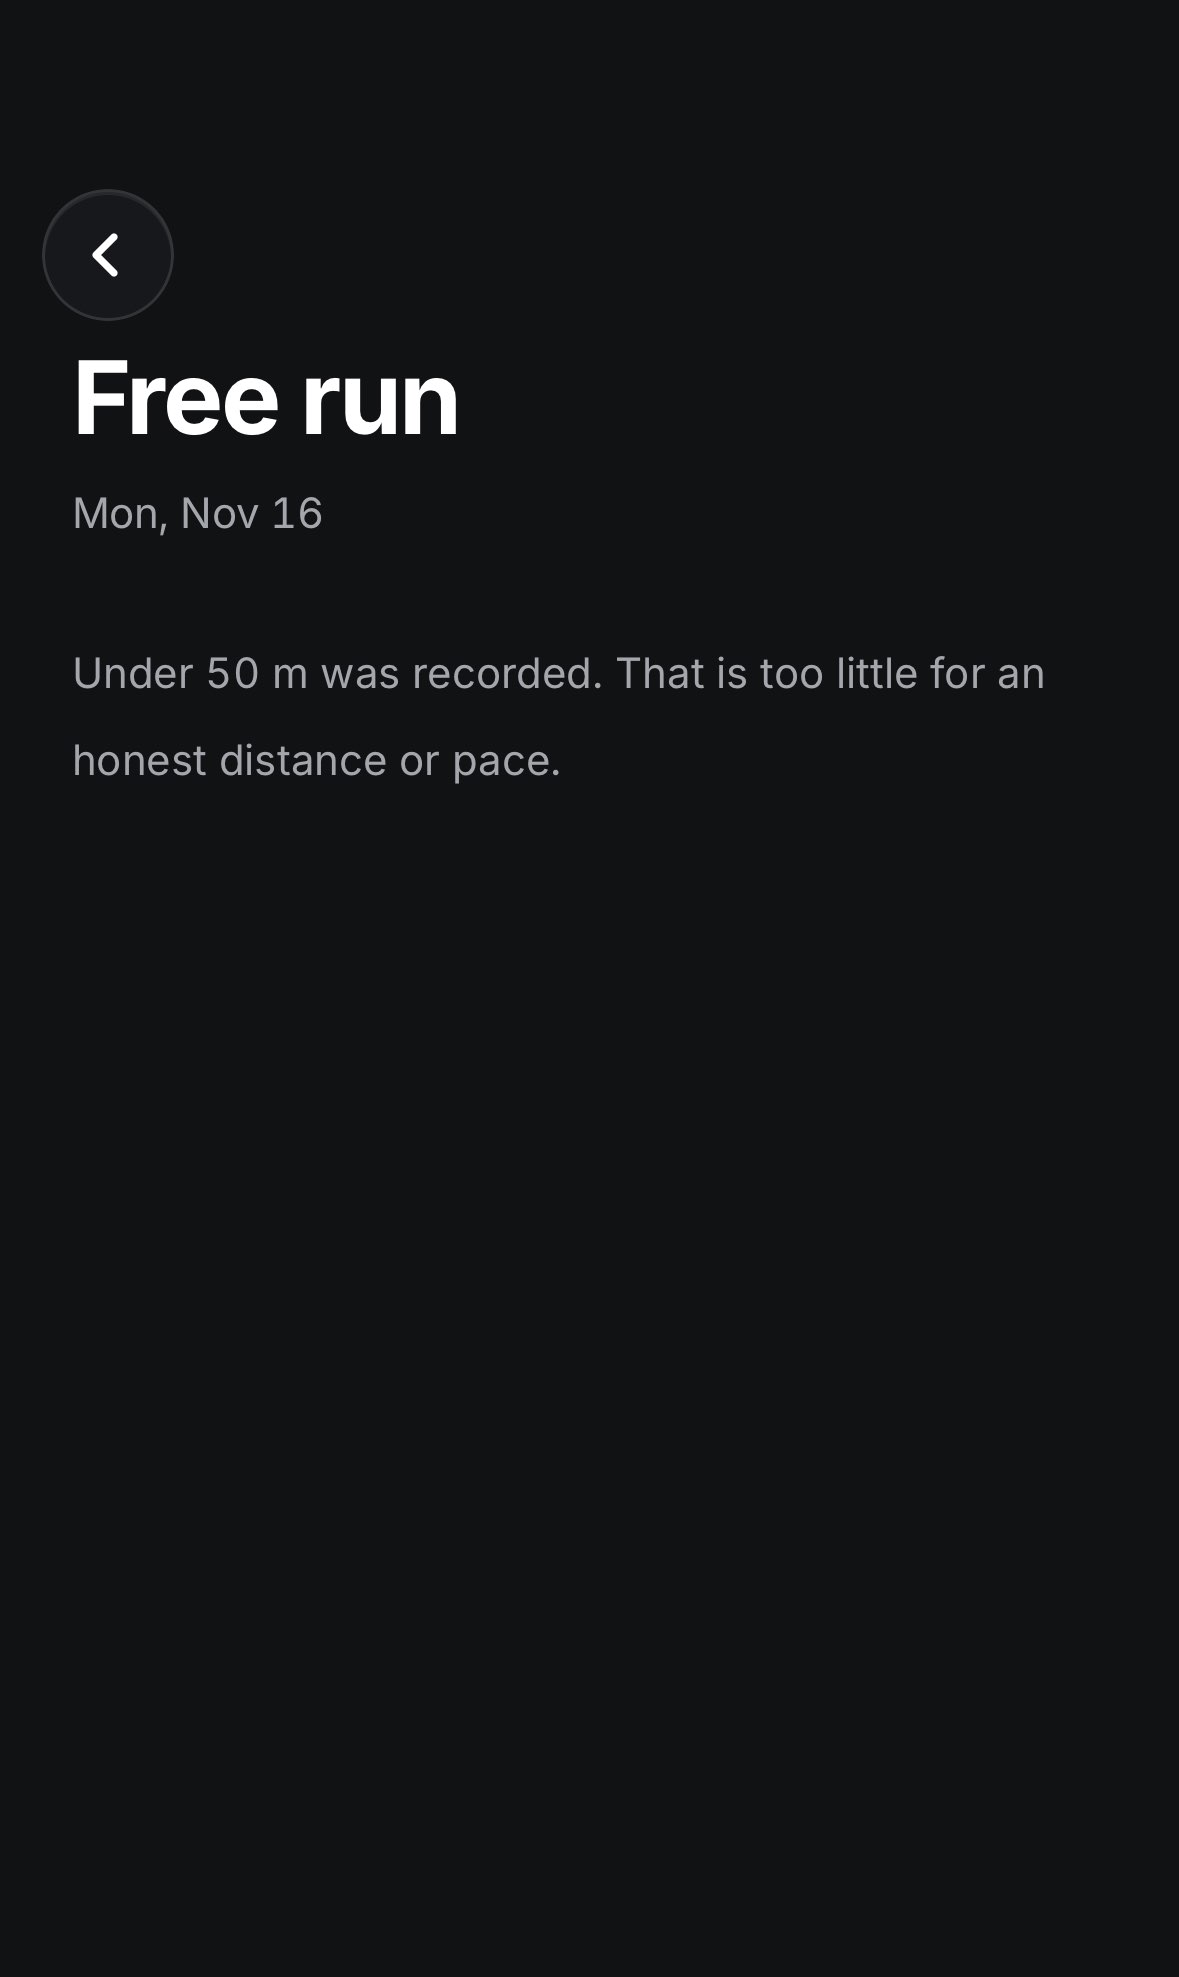 Free run
Mon, Nov 16
Under 50 m was recorded. That is too little for an
honest distance or pace.